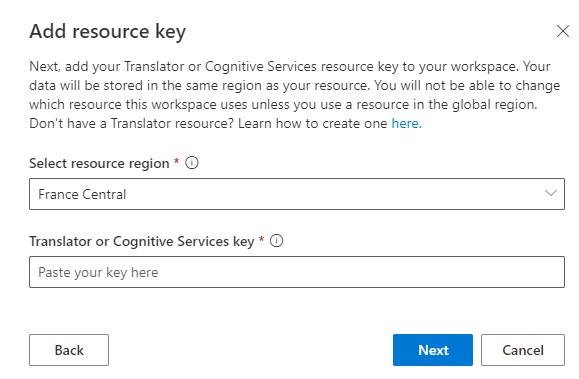 Add resource key
Next, add your Translator or Cognitive Services resource key to your workspace. Your
data will be stored in the same region as your resource. You will not be able to change
which resource this workspace uses unless you use a resource in the global region.
Don't have a Translator resource? Learn how to create one here.
Select resource region *
France Central
Translator or Cognitive Services key *
Paste your key here
Back
Next
Cancel